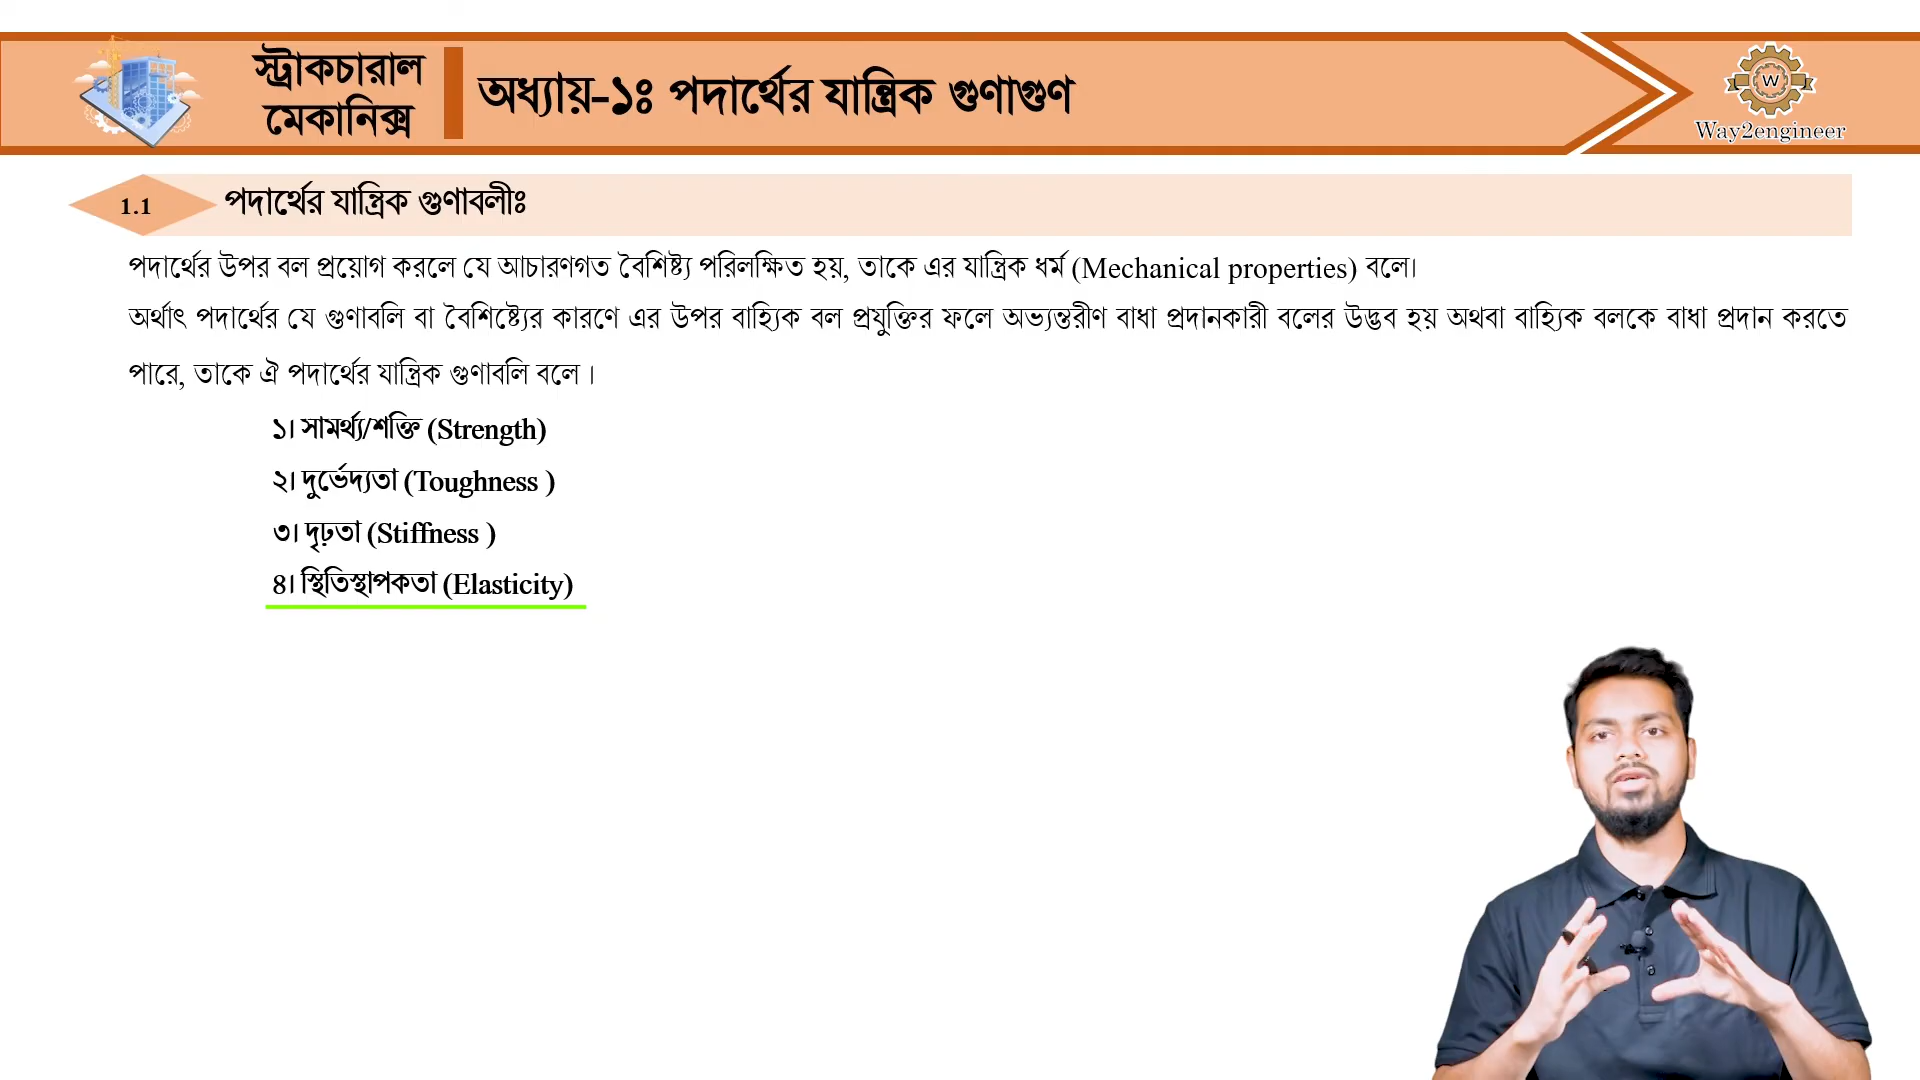 স্ট্রাকচারাল
মেকানিক্স
অধ্যায়-১ঃ পদার্থের যান্ত্রিক গুণাগুণ
W
Way2engineer
1.1
পদার্থের যান্ত্রিক গুণাবলীঃ
পদার্থের উপর বল প্রয়োগ করলে যে আচারণগত বৈশিষ্ট্য পরিলক্ষিত হয়, তাকে এর যান্ত্রিক ধর্ম (Mechanical properties) বলে।
অর্থাৎ পদার্থের যে গুণাবলি বা বৈশিষ্ট্যের কারণে এর উপর বাহ্যিক বল প্রযুক্তির ফলে অভ্যন্তরীণ বাধা প্রদানকারী বলের উদ্ভব হয় অথবা বাহ্যিক বলকে বাধা প্রদান করতে
পারে, তাকে ঐ পদার্থের যান্ত্রিক গুণাবলি বলে ।
১। সামর্থ্য/শক্তি (Strength)
২। দুর্ভেদ্যতা (Toughness )
৩। দৃঢ়তা (Stiffness )
৪। স্থিতিস্থাপকতা (Elasticity)